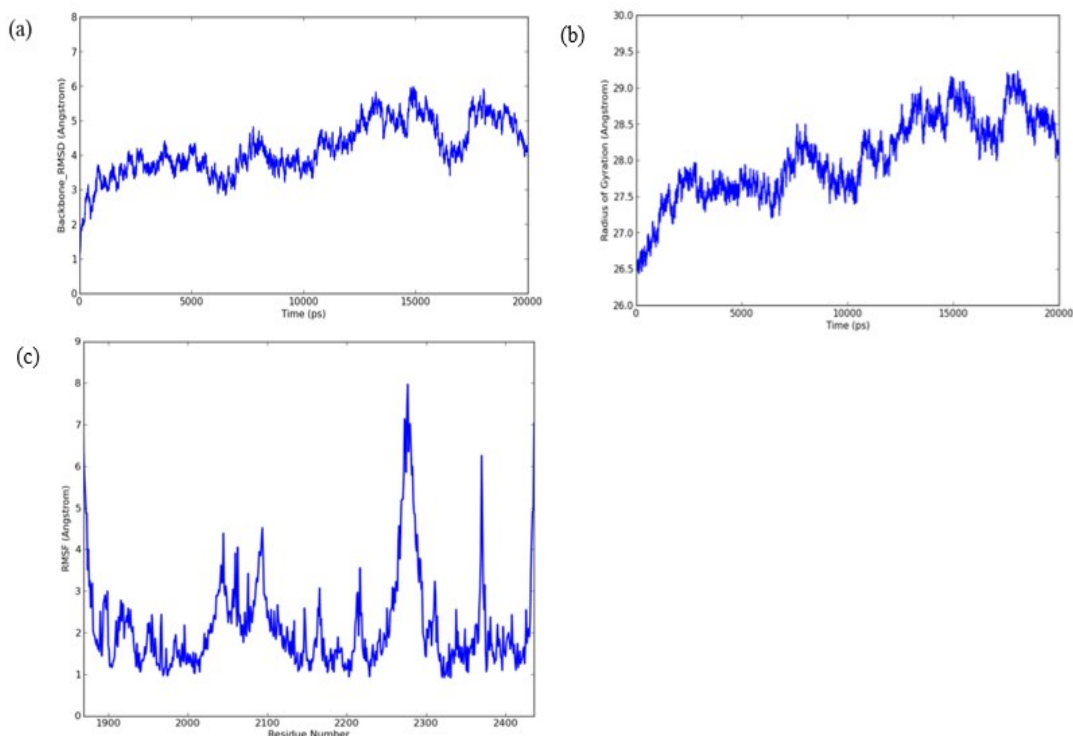 (a)
8
7
6
5
4
3
2
1
0
Backbone_RMSD (Angstrom)
0 5000 10000 15000 20000
Time (ps)
(b)
30.0
29.5
29.0
28.5
28.0
27.5
27.0
26.5
26.0
Radius of Gyration (Angstrom)
0 5000 10000 15000 20000
Time (ps)
(c)
9
8
7
6
5
4
3
2
1
0
RMSF (Angstrom)
1900 2000 2100 2200 2300 2400
Residue Number